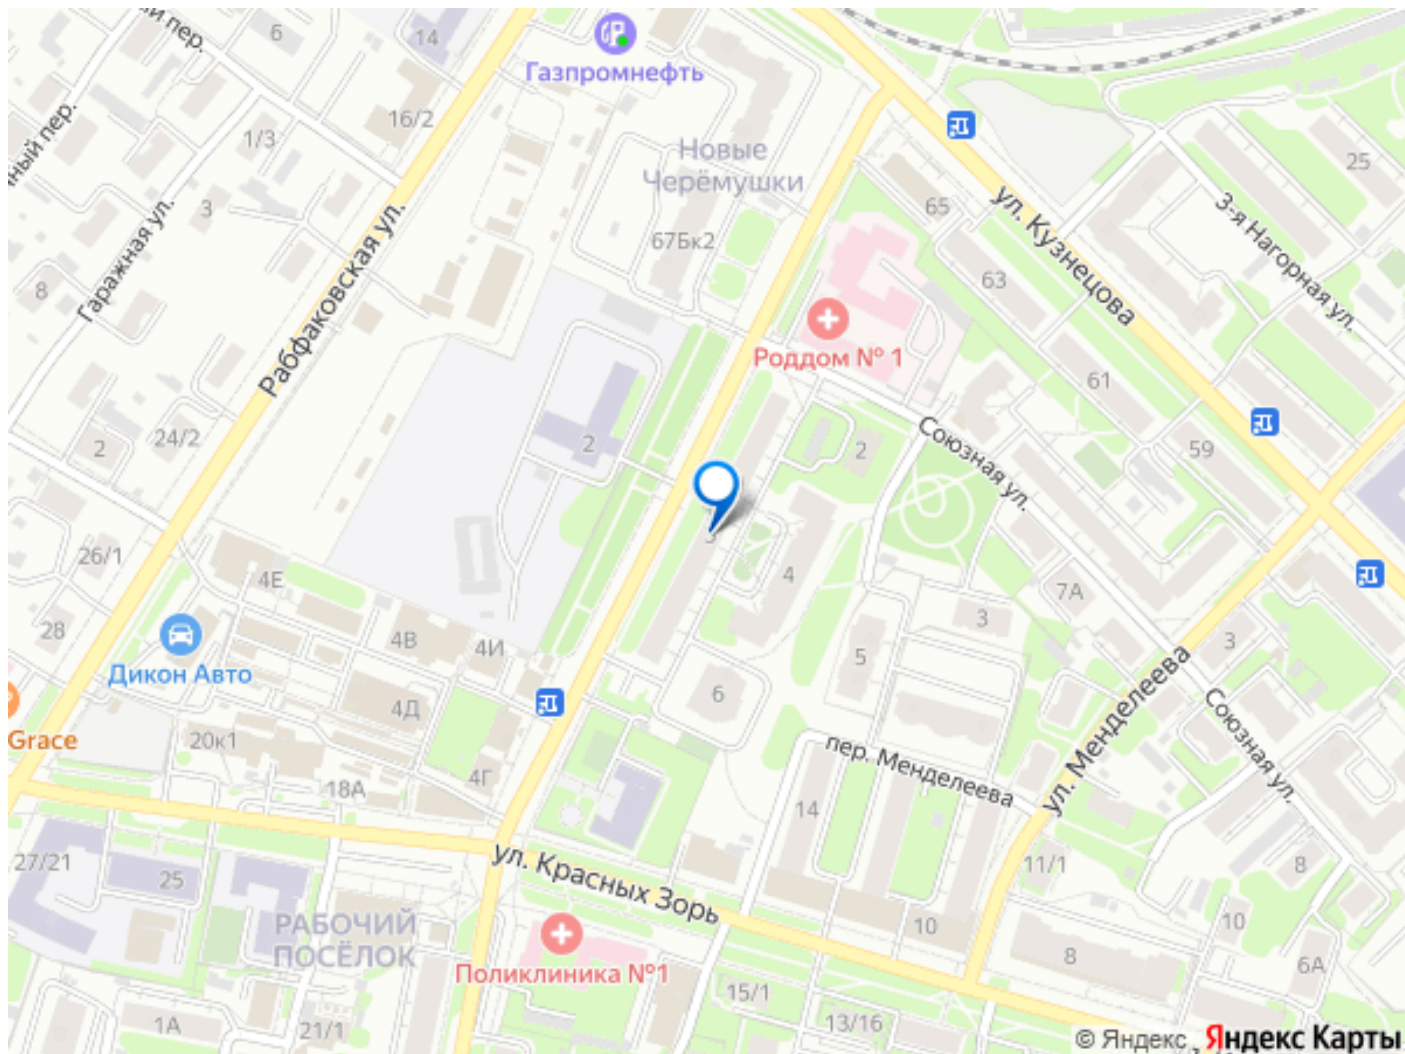 й пер.
6
14
Газпромнефть
16/2
1/3
ный пер.
3
Гаражная ул.
8
Рабфаковская ул.
Новые
Черёмушки
67Бк2
65
ул. Кузнецова
25
3-я Нагорная ул.
63
Роддом № 1
61
2
24/2
2
2
Союзная ул.
59
26/1
4Е
3
4
7А
28
4В
4И
3
3
Дикон Авто
5
ул. Менделеева
4Д
6
Grace
20к1
пер. Менделеева
Союзная ул.
18А
4Г
14
27/21
25
ул. Красных Зорь
11/1
8
РАБОЧИЙ
ПОСЁЛОК
10
10
Поликлиника №1
8
6А
15/1
1А
21/1
13/16
© Яндекс Яндекс Карты